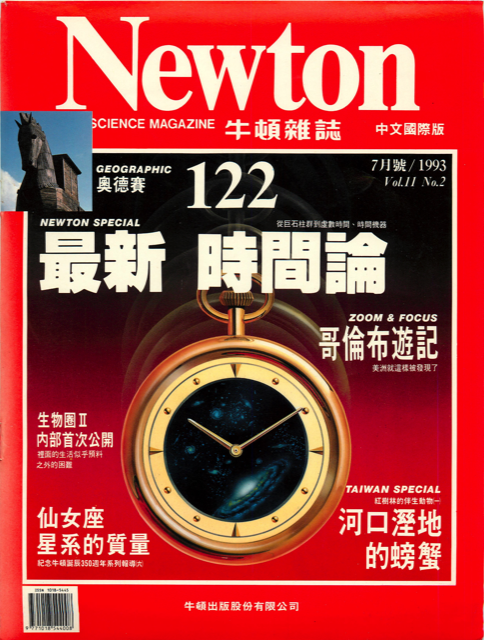 Newton
SCIENCE MAGAZINE 牛頓雜誌 中文國際版
GEOGRAPHIC
奧德賽
122
7月號/1993
Vol.11 No.2
NEWTON SPECIAL
從巨石柱群到虛數時間、時間機器
最新 時間論
ZOOM & FOCUS
哥倫布遊記
美洲就這樣被發現了
生物圈II
內部首次公開
裡面的生活似乎預料
之外的困難
TAIWAN SPECIAL
紅樹林的伴生動物㈠
河口溼地
的螃蟹
仙女座
星系的質量
紀念牛頓誕辰350週年系列報導㈥
ISSN 1018-5445
牛頓出版股份有限公司